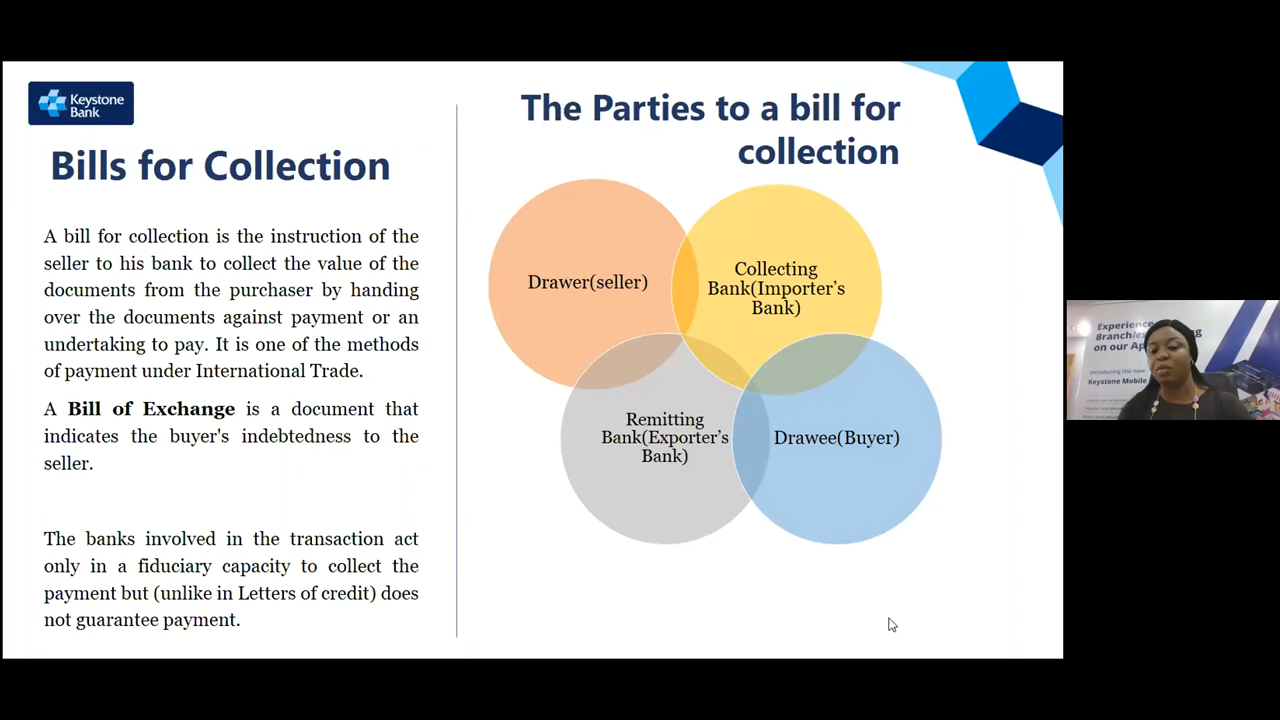 Keystone
Bank
Bills for Collection
A bill for collection is the instruction of the
seller to his bank to collect the value of the
documents from the purchaser by handing
over the documents against payment or an
undertaking to pay. It is one of the methods
of payment under International Trade.
A Bill of Exchange is a document that
indicates the buyer's indebtedness to the
seller.
The banks involved in the transaction act
only in a fiduciary capacity to collect the
payment but (unlike in Letters of credit) does
not guarantee payment.
The Parties to a bill for
collection
Drawer(seller)
Collecting
Bank(Importer’s
Bank)
Remitting
Bank(Exporter’s
Bank)
Drawee(Buyer)
Experience
on our
Introducing the new
Keystone Mobile